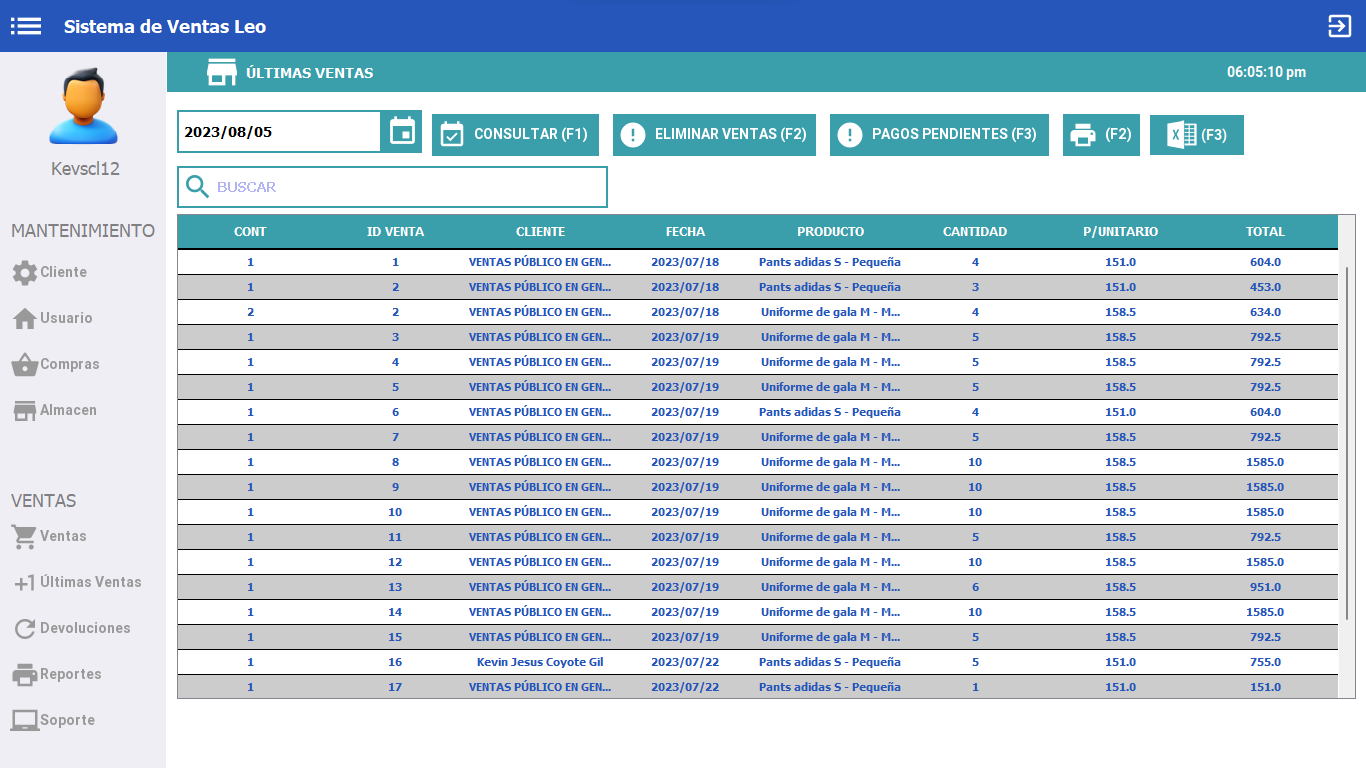 Sistema de Ventas Leo
ÚLTIMAS VENTAS 06:05:10 pm
Kevscl12
MANTENIMIENTO
Cliente
Usuario
Compras
Almacen
VENTAS
Ventas
+1 Últimas Ventas
Devoluciones
Reportes
Soporte
2023/08/05 CONSULTAR (F1) ELIMINAR VENTAS (F2) PAGOS PENDIENTES (F3) (F2) X (F3)
BUSCAR
CONT ID VENTA CLIENTE FECHA PRODUCTO CANTIDAD P/UNITARIO TOTAL
1 1 VENTAS PÚBLICO EN GEN... 2023/07/18 Pants adidas S - Pequeña 4 151.0 604.0
1 2 VENTAS PÚBLICO EN GEN... 2023/07/18 Pants adidas S - Pequeña 3 151.0 453.0
2 2 VENTAS PÚBLICO EN GEN... 2023/07/18 Uniforme de gala M - M... 4 158.5 634.0
1 3 VENTAS PÚBLICO EN GEN... 2023/07/19 Uniforme de gala M - M... 5 158.5 792.5
1 4 VENTAS PÚBLICO EN GEN... 2023/07/19 Uniforme de gala M - M... 5 158.5 792.5
1 5 VENTAS PÚBLICO EN GEN... 2023/07/19 Uniforme de gala M - M... 5 158.5 792.5
1 6 VENTAS PÚBLICO EN GEN... 2023/07/19 Pants adidas S - Pequeña 4 151.0 604.0
1 7 VENTAS PÚBLICO EN GEN... 2023/07/19 Uniforme de gala M - M... 5 158.5 792.5
1 8 VENTAS PÚBLICO EN GEN... 2023/07/19 Uniforme de gala M - M... 10 158.5 1585.0
1 9 VENTAS PÚBLICO EN GEN... 2023/07/19 Uniforme de gala M - M... 10 158.5 1585.0
1 10 VENTAS PÚBLICO EN GEN... 2023/07/19 Uniforme de gala M - M... 10 158.5 1585.0
1 11 VENTAS PÚBLICO EN GEN... 2023/07/19 Uniforme de gala M - M... 5 158.5 792.5
1 12 VENTAS PÚBLICO EN GEN... 2023/07/19 Uniforme de gala M - M... 10 158.5 1585.0
1 13 VENTAS PÚBLICO EN GEN... 2023/07/19 Uniforme de gala M - M... 6 158.5 951.0
1 14 VENTAS PÚBLICO EN GEN... 2023/07/19 Uniforme de gala M - M... 10 158.5 1585.0
1 15 VENTAS PÚBLICO EN GEN... 2023/07/19 Uniforme de gala M - M... 5 158.5 792.5
1 16 Kevin Jesus Coyote Gil 2023/07/22 Pants adidas S - Pequeña 5 151.0 755.0
1 17 VENTAS PÚBLICO EN GEN... 2023/07/22 Pants adidas S - Pequeña 1 151.0 151.0